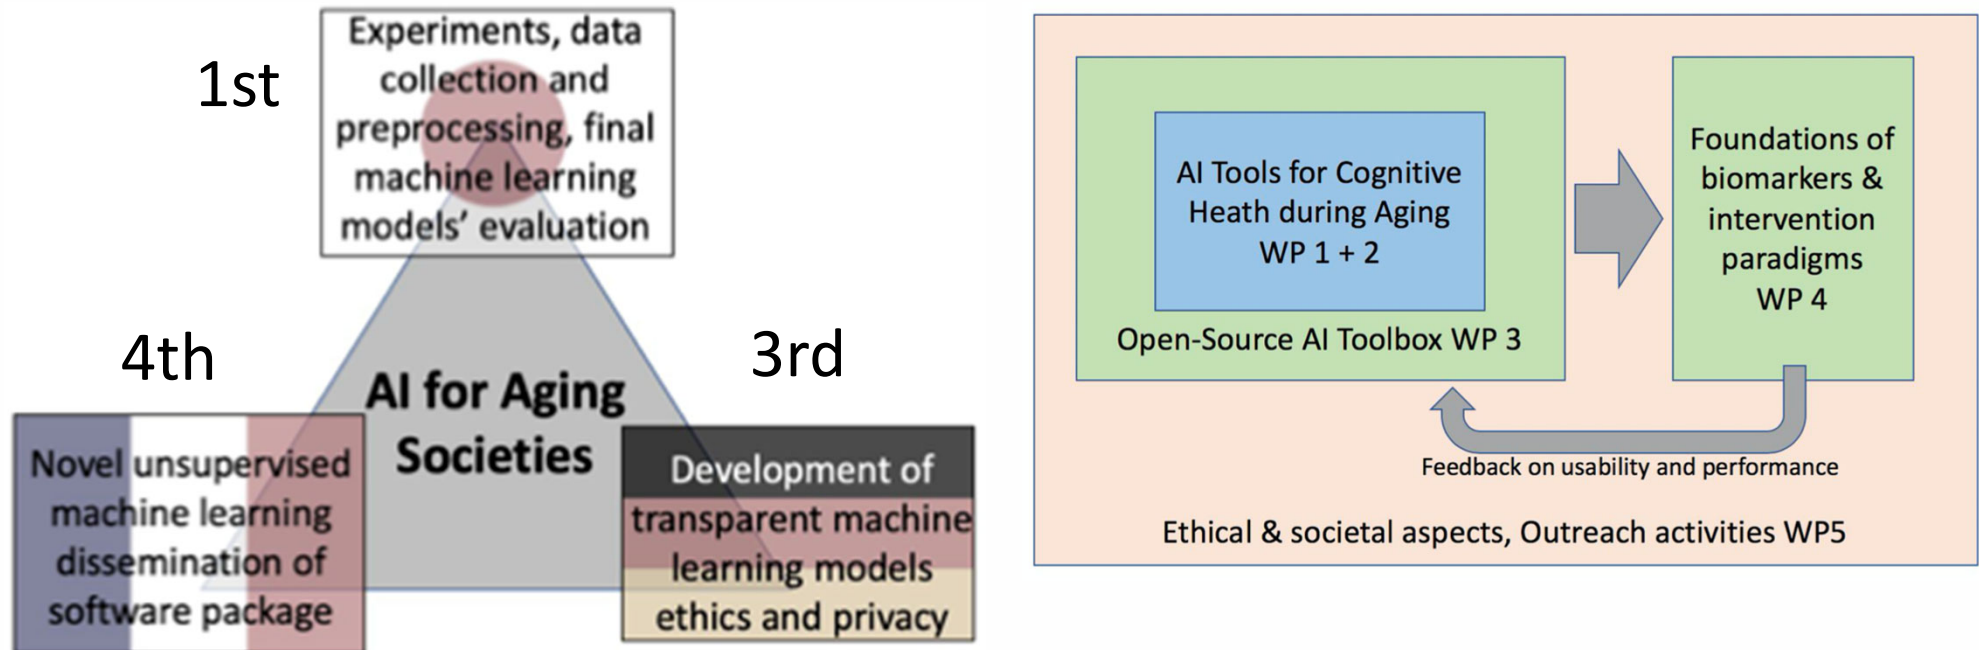 1st
Experiments, data
collection and
preprocessing, final
machine learning
models’ evaluation
4th
3rd
AI for Aging
Societies
Novel unsupervised
machine learning
dissemination of
software package
Development of
transparent machine
learning models
ethics and privacy
AI Tools for Cognitive
Heath during Aging
WP 1 + 2
Open-Source AI Toolbox WP 3
Foundations of
biomarkers &
intervention
paradigms
WP 4
Feedback on usability and performance
Ethical & societal aspects, Outreach activities WP5